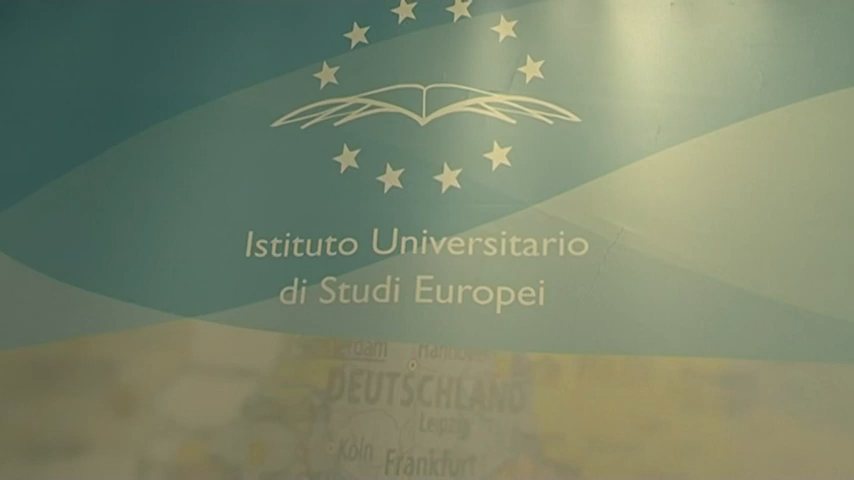 Istituto Universitario
di Studi Europei
Hannover
DEUTSCHLAND
Leipzig
Köln
Frankfurt